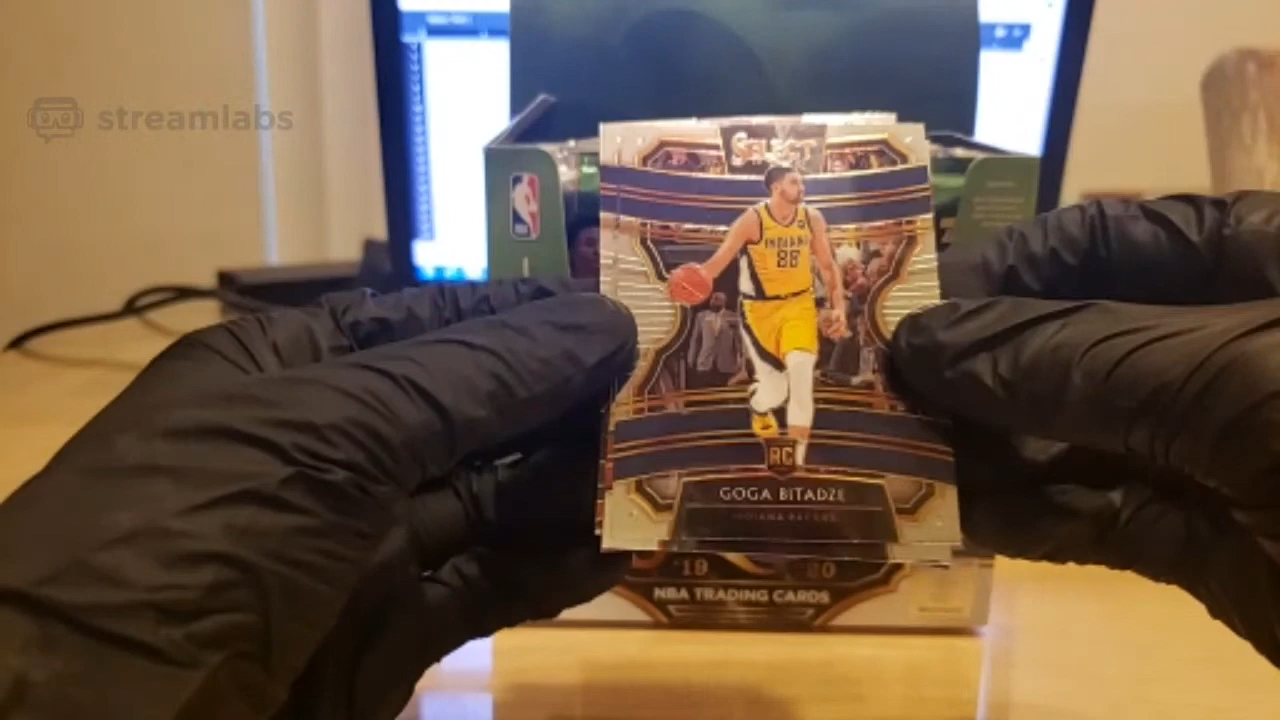 streamlabs
SELECT
INDIANA
88
RC
GOGA BITADZE
INDIANA PACERS
'19 20
NBA TRADING CARDS